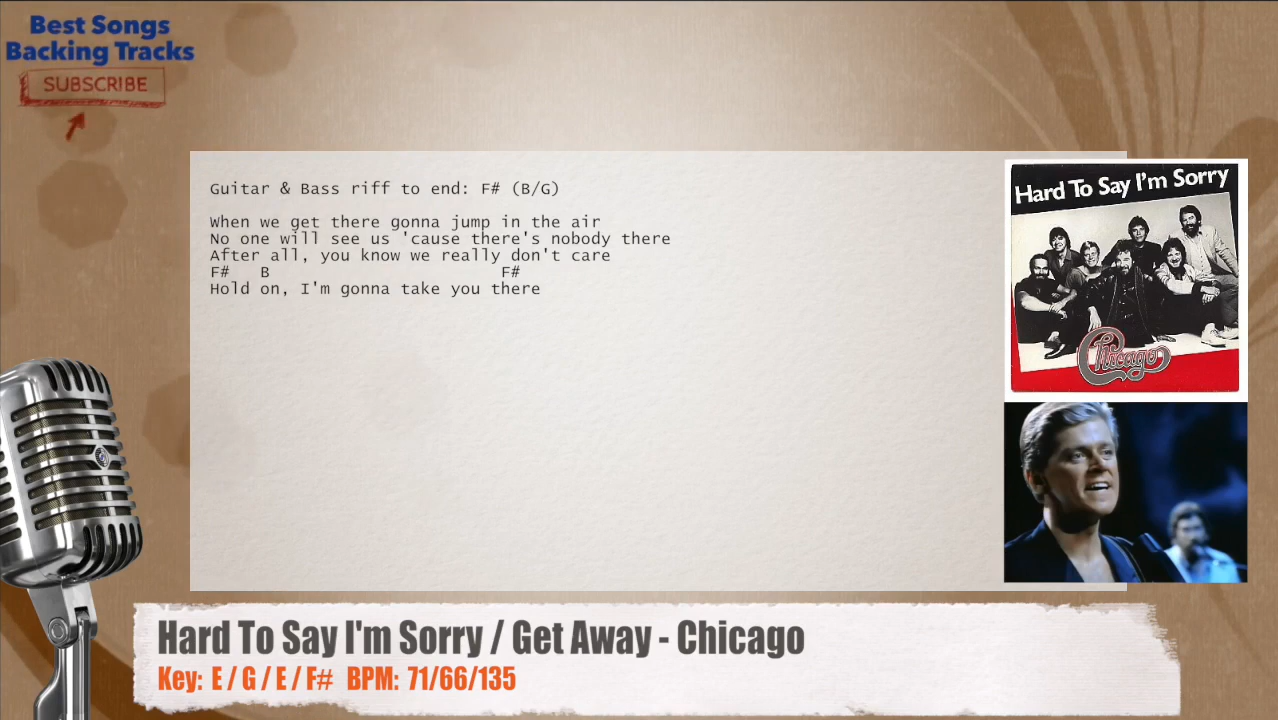 Best Songs
Backing Tracks
SUBSCRIBE
Guitar & Bass riff to end: F# (B/G)
When we get there gonna jump in the air
No one will see us 'cause there's nobody there
After all, you know we really don't care
F# B F#
Hold on, I'm gonna take you there
Hard To Say I'm Sorry
Chicago
Hard To Say I'm Sorry / Get Away - Chicago
Key: E / G / E / F# BPM: 71/66/135